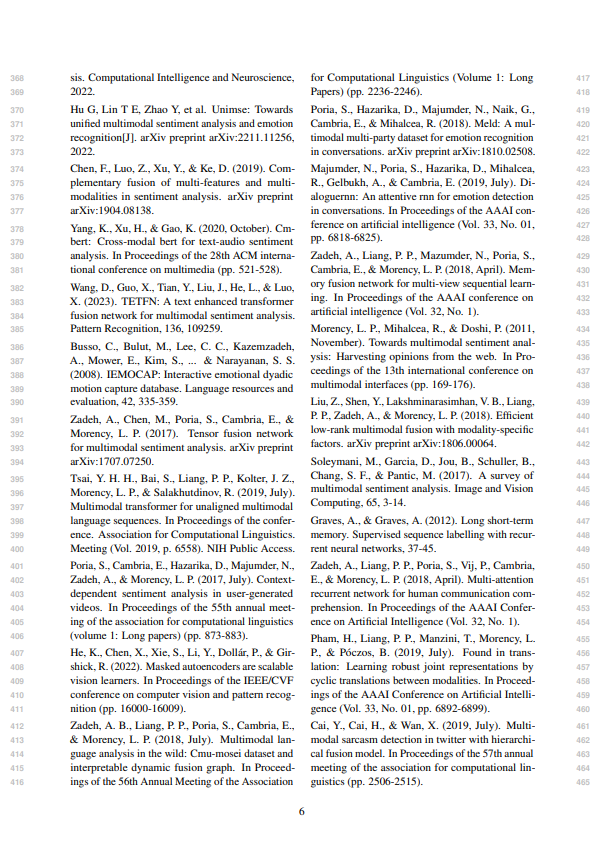 368 sis. Computational Intelligence and Neuroscience,
369 2022.
370 Hu G, Lin T E, Zhao Y, et al. Unimse: Towards
371 unified multimodal sentiment analysis and emotion
372 recognition[J]. arXiv preprint arXiv:2211.11256,
373 2022.
374 Chen, F., Luo, Z., Xu, Y., & Ke, D. (2019). Com-
375 plementary fusion of multi-features and multi-
376 modalities in sentiment analysis. arXiv preprint
377 arXiv:1904.08138.
378 Yang, K., Xu, H., & Gao, K. (2020, October). Cm-
379 bert: Cross-modal bert for text-audio sentiment
380 analysis. In Proceedings of the 28th ACM interna-
381 tional conference on multimedia (pp. 521-528).
382 Wang, D., Guo, X., Tian, Y., Liu, J., He, L., & Luo,
383 X. (2023). TETFN: A text enhanced transformer
384 fusion network for multimodal sentiment analysis.
385 Pattern Recognition, 136, 109259.
386 Busso, C., Bulut, M., Lee, C. C., Kazemzadeh,
387 A., Mower, E., Kim, S., ... & Narayanan, S. S.
388 (2008). IEMOCAP: Interactive emotional dyadic
389 motion capture database. Language resources and
390 evaluation, 42, 335-359.
391 Zadeh, A., Chen, M., Poria, S., Cambria, E., &
392 Morency, L. P. (2017). Tensor fusion network
393 for multimodal sentiment analysis. arXiv preprint
394 arXiv:1707.07250.
395 Tsai, Y. H. H., Bai, S., Liang, P. P., Kolter, J. Z.,
396 Morency, L. P., & Salakhutdinov, R. (2019, July).
397 Multimodal transformer for unaligned multimodal
398 language sequences. In Proceedings of the confer-
399 ence. Association for Computational Linguistics.
400 Meeting (Vol. 2019, p. 6558). NIH Public Access.
401 Poria, S., Cambria, E., Hazarika, D., Majumder, N.,
402 Zadeh, A., & Morency, L. P. (2017, July). Context-
403 dependent sentiment analysis in user-generated
404 videos. In Proceedings of the 55th annual meet-
405 ing of the association for computational linguistics
406 (volume 1: Long papers) (pp. 873-883).
407 He, K., Chen, X., Xie, S., Li, Y., Dollár, P., & Gir-
408 shick, R. (2022). Masked autoencoders are scalable
409 vision learners. In Proceedings of the IEEE/CVF
410 conference on computer vision and pattern recog-
411 nition (pp. 16000-16009).
412 Zadeh, A. B., Liang, P. P., Poria, S., Cambria, E.,
413 & Morency, L. P. (2018, July). Multimodal lan-
414 guage analysis in the wild: Cmu-mosei dataset and
415 interpretable dynamic fusion graph. In Proceed-
416 ings of the 56th Annual Meeting of the Association
for Computational Linguistics (Volume 1: Long 417
Papers) (pp. 2236-2246). 418
Poria, S., Hazarika, D., Majumder, N., Naik, G., 419
Cambria, E., & Mihalcea, R. (2018). Meld: A mul- 420
timodal multi-party dataset for emotion recognition 421
in conversations. arXiv preprint arXiv:1810.02508. 422
Majumder, N., Poria, S., Hazarika, D., Mihalcea, 423
R., Gelbukh, A., & Cambria, E. (2019, July). Di- 424
aloguernn: An attentive rnn for emotion detection 425
in conversations. In Proceedings of the AAAI con- 426
ference on artificial intelligence (Vol. 33, No. 01, 427
pp. 6818-6825). 428
Zadeh, A., Liang, P. P., Mazumder, N., Poria, S., 429
Cambria, E., & Morency, L. P. (2018, April). Mem- 430
ory fusion network for multi-view sequential learn- 431
ing. In Proceedings of the AAAI conference on 432
artificial intelligence (Vol. 32, No. 1). 433
Morency, L. P., Mihalcea, R., & Doshi, P. (2011, 434
November). Towards multimodal sentiment anal- 435
ysis: Harvesting opinions from the web. In Pro- 436
ceedings of the 13th international conference on 437
multimodal interfaces (pp. 169-176). 438
Liu, Z., Shen, Y., Lakshminarasimhan, V. B., Liang, 439
P. P., Zadeh, A., & Morency, L. P. (2018). Efficient 440
low-rank multimodal fusion with modality-specific 441
factors. arXiv preprint arXiv:1806.00064. 442
Soleymani, M., Garcia, D., Jou, B., Schuller, B., 443
Chang, S. F., & Pantic, M. (2017). A survey of 444
multimodal sentiment analysis. Image and Vision 445
Computing, 65, 3-14. 446
Graves, A., & Graves, A. (2012). Long short-term 447
memory. Supervised sequence labelling with recur- 448
rent neural networks, 37-45. 449
Zadeh, A., Liang, P. P., Poria, S., Vij, P., Cambria, 450
E., & Morency, L. P. (2018, April). Multi-attention 451
recurrent network for human communication com- 452
prehension. In Proceedings of the AAAI Confer- 453
ence on Artificial Intelligence (Vol. 32, No. 1). 454
Pham, H., Liang, P. P., Manzini, T., Morency, L. 455
P., & Póczos, B. (2019, July). Found in trans- 456
lation: Learning robust joint representations by 457
cyclic translations between modalities. In Proceed- 458
ings of the AAAI Conference on Artificial Intelli- 459
gence (Vol. 33, No. 01, pp. 6892-6899). 460
Cai, Y., Cai, H., & Wan, X. (2019, July). Multi- 461
modal sarcasm detection in twitter with hierarchi- 462
cal fusion model. In Proceedings of the 57th annual 463
meeting of the association for computational lin- 464
guistics (pp. 2506-2515). 465
6